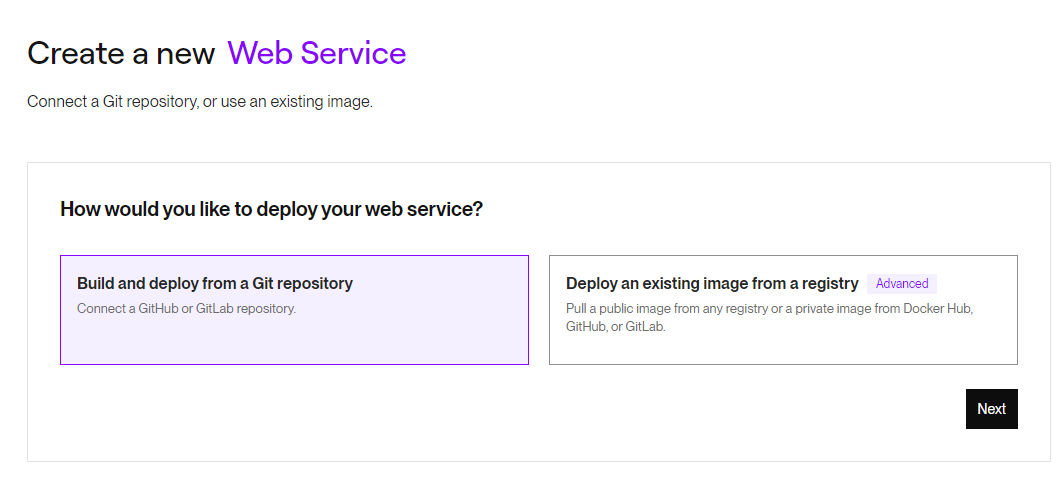 Create a new Web Service
Connect a Git repository, or use an existing image.
How would you like to deploy your web service?
Build and deploy from a Git repository
Connect a GitHub or GitLab repository.
Deploy an existing image from a registry Advanced
Pull a public image from any registry or a private image from Docker Hub,
GitHub, or GitLab.
Next